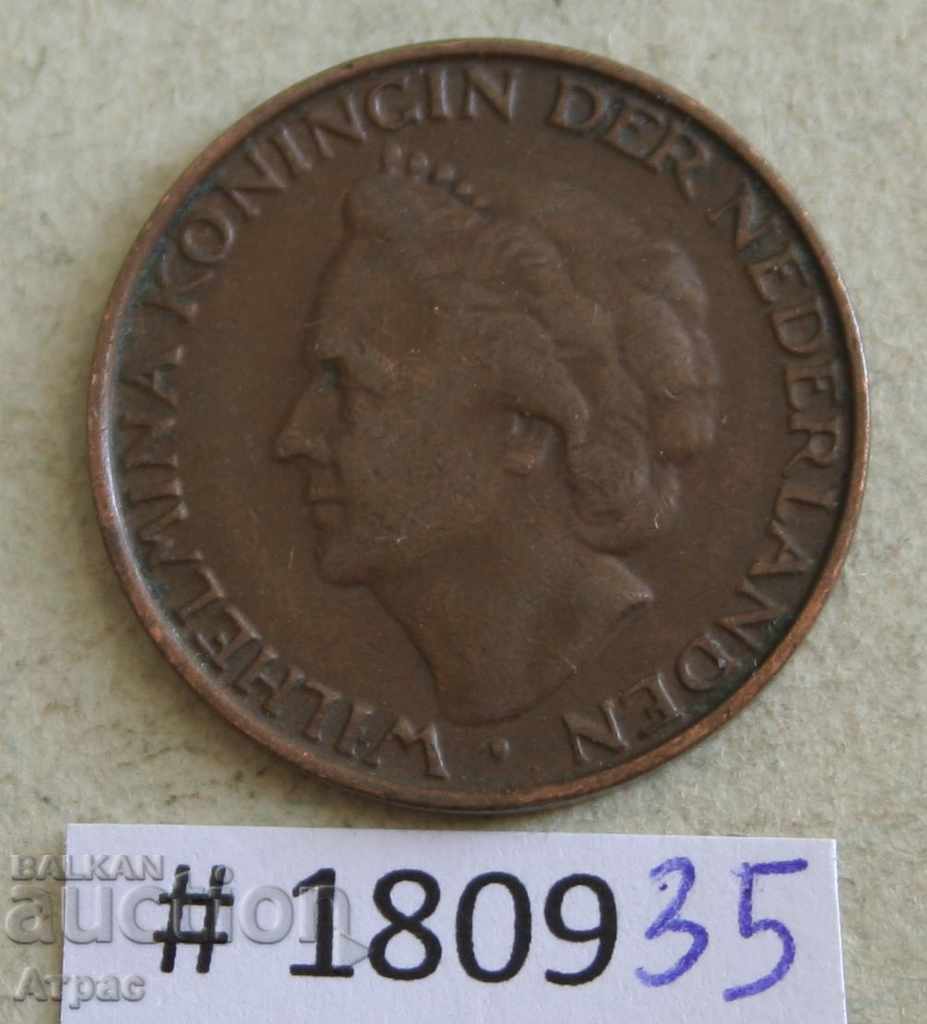 WILHELMINA KONINGIN DER NEDERLANDEN •
# 180935
BALKAN
auction
Атрас